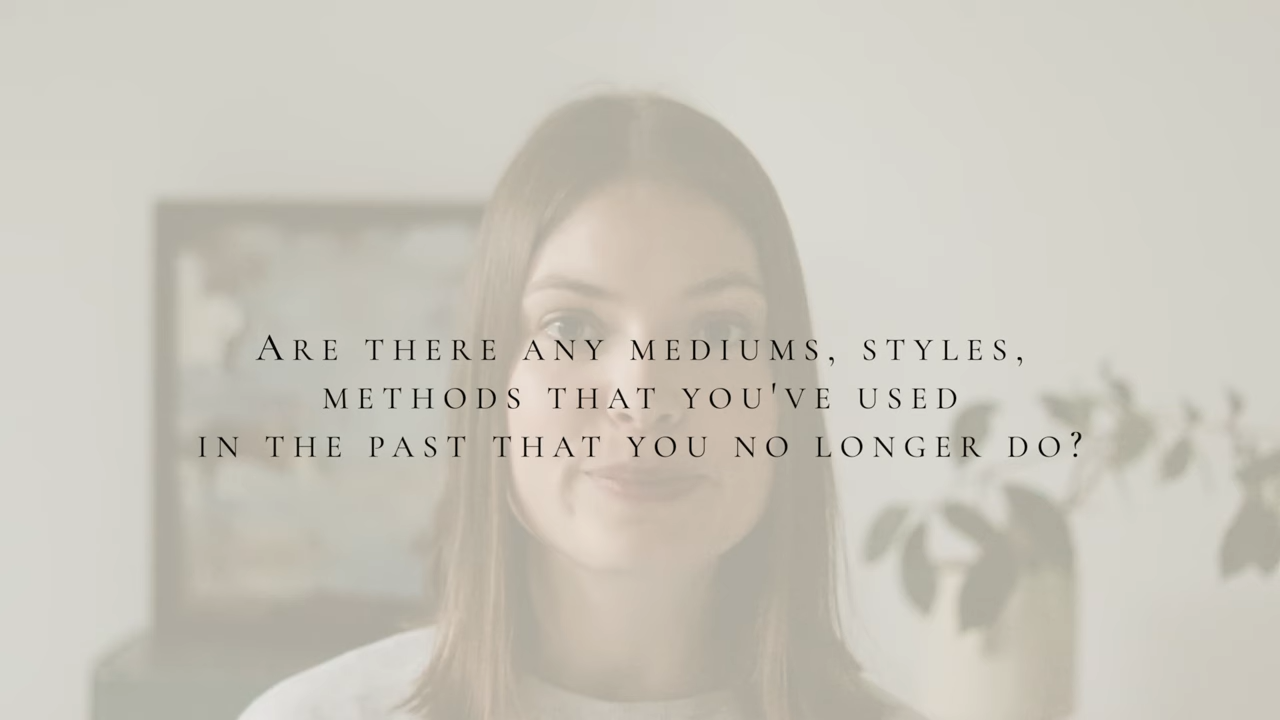 Are there any mediums, styles,
methods that you've used
in the past that you no longer do?